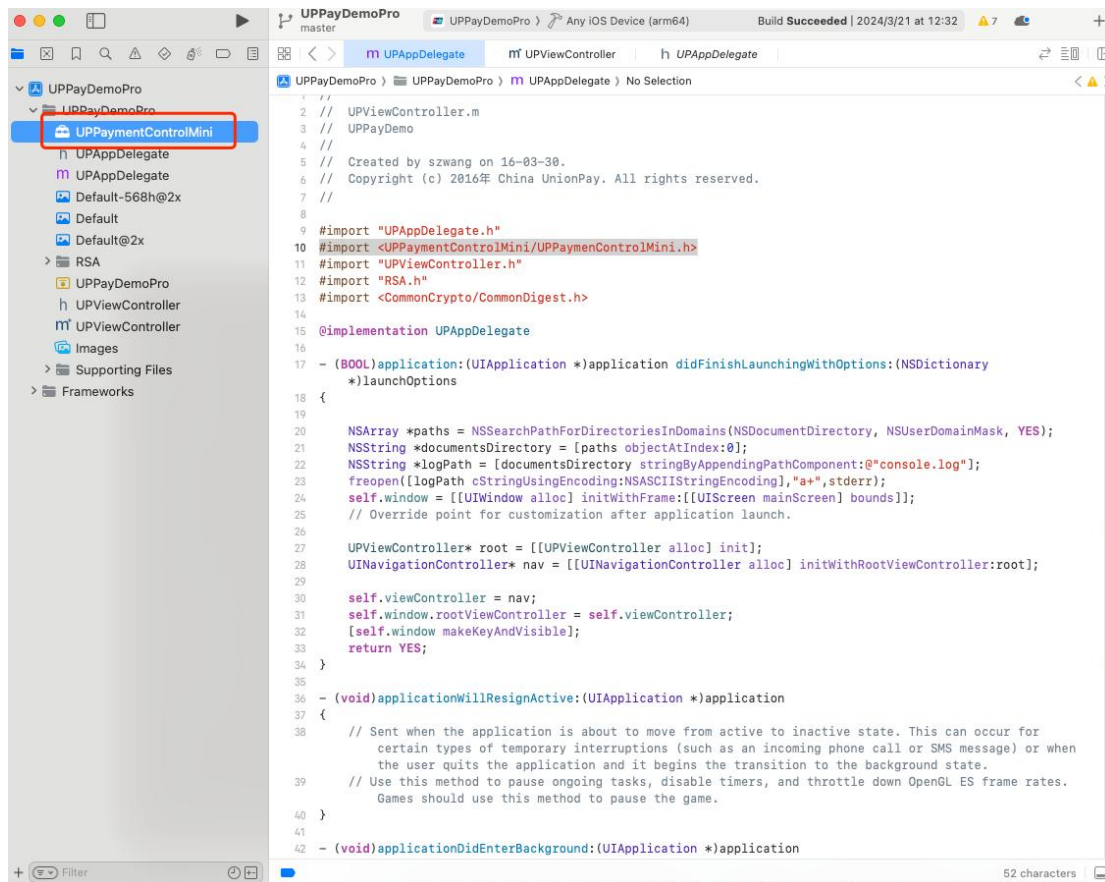 UPPayDemoPro
master
UPPayDemoPro 〉 Any iOS Device (arm64)
Build Succeeded | 2024/3/21 at 12:32
7
m UPAppDelegate
m UPViewController
h UPAppDelegate
UPPayDemoPro 〉 UPPayDemoPro 〉 m UPAppDelegate 〉 No Selection
UPPayDemoPro
UPPayDemoPro
UPPaymentControlMini
h UPAppDelegate
m UPAppDelegate
Default-568h@2x
Default
Default@2x
RSA
UPPayDemoPro
h UPViewController
m UPViewController
Images
Supporting Files
Frameworks
1 //
2 // UPViewController.m
3 // UPPayDemo
4 //
5 // Created by szwang on 16-03-30.
6 // Copyright (c) 2016年 China UnionPay. All rights reserved.
7 //
8
9 #import "UPAppDelegate.h"
10 #import <UPPaymentControlMini/UPPaymenControlMini.h>
11 #import "UPViewController.h"
12 #import "RSA.h"
13 #import <CommonCrypto/CommonDigest.h>
14
15 @implementation UPAppDelegate
16
17 - (BOOL)application:(UIApplication *)application didFinishLaunchingWithOptions:(NSDictionary
*)launchOptions
18 {
19
20 NSArray *paths = NSSearchPathForDirectoriesInDomains(NSDocumentDirectory, NSUserDomainMask, YES);
21 NSString *documentsDirectory = [paths objectAtIndex:0];
22 NSString *logPath = [documentsDirectory stringByAppendingPathComponent:@"console.log"];
23 freopen([logPath cStringUsingEncoding:NSASCIIStringEncoding],"a+",stderr);
24 self.window = [[UIWindow alloc] initWithFrame:[[UIScreen mainScreen] bounds]];
25 // Override point for customization after application launch.
26
27 UPViewController* root = [[UPViewController alloc] init];
28 UINavigationController* nav = [[UINavigationController alloc] initWithRootViewController:root];
29
30 self.viewController = nav;
31 self.window.rootViewController = self.viewController;
32 [self.window makeKeyAndVisible];
33 return YES;
34 }
35
36 - (void)applicationWillResignActive:(UIApplication *)application
37 {
38 // Sent when the application is about to move from active to inactive state. This can occur for
certain types of temporary interruptions (such as an incoming phone call or SMS message) or when
the user quits the application and it begins the transition to the background state.
39 // Use this method to pause ongoing tasks, disable timers, and throttle down OpenGL ES frame rates.
Games should use this method to pause the game.
40 }
41
42 - (void)applicationDidEnterBackground:(UIApplication *)application
Filter
52 characters